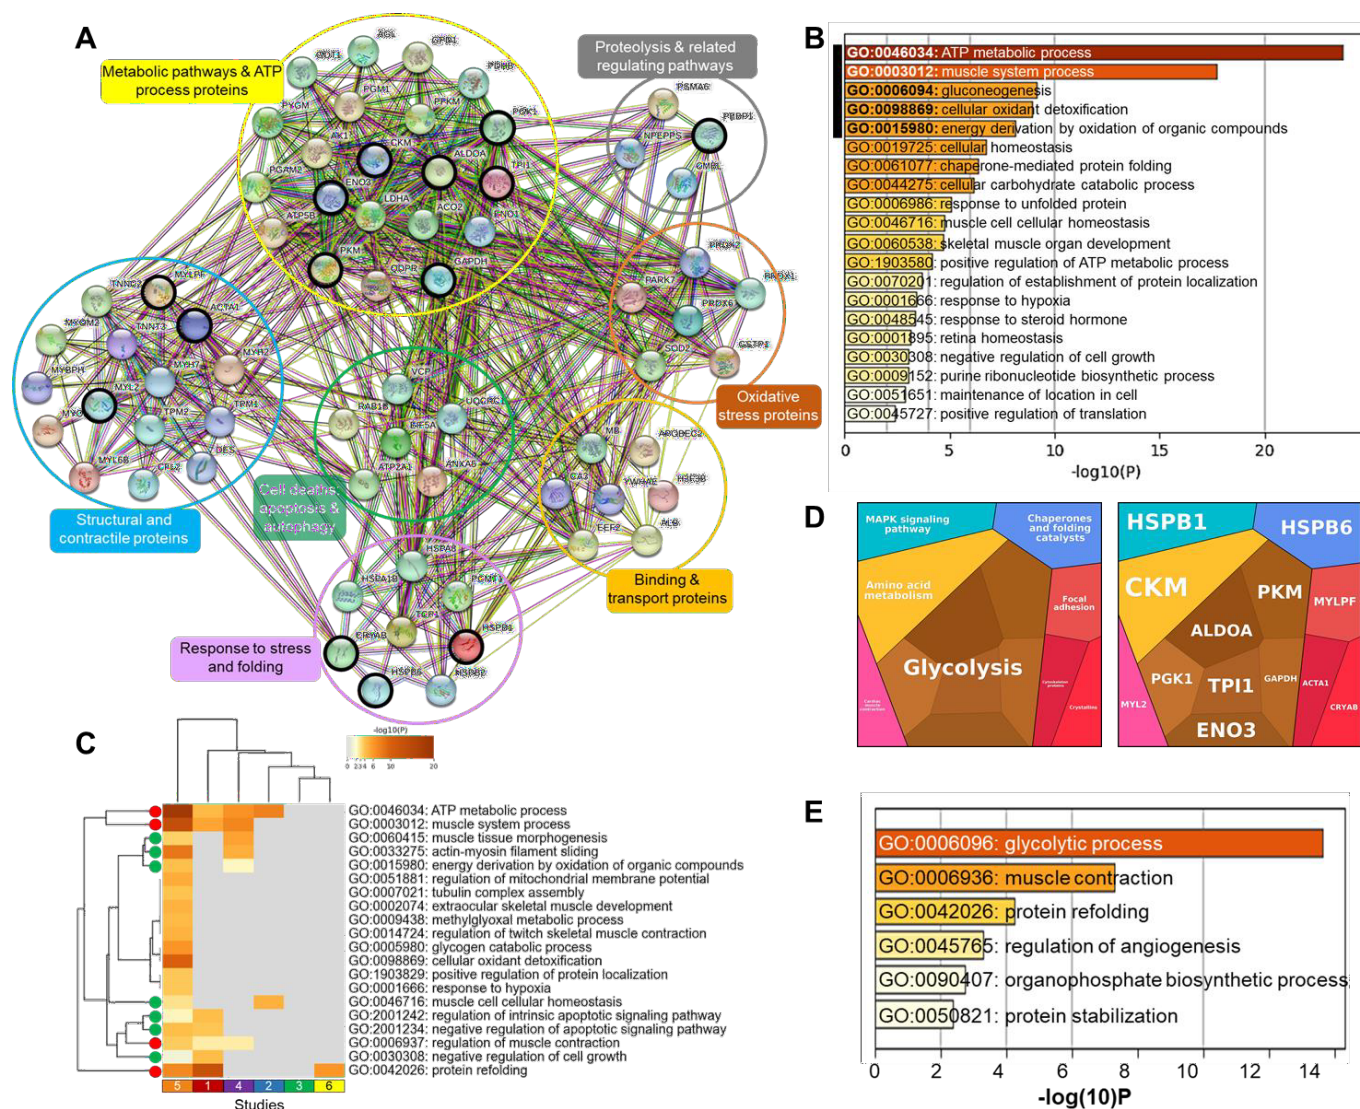 A
Metabolic pathways & ATP
process proteins
Proteolysis & related
regulating pathways
PGM1
PYGM
PFKM
PGK1
AK1
CKM
ALDOA
TPI1
PGAM2
ENO3
LDHA
ACO2
ENO1
ATP5B
PKM
QDPR
GAPDH
PSMA6
NPEPPS
PEBP1
CMBL
PARK7
PRDX6
SOD2
GSTP1
Oxidative
stress proteins
TNNC2
MYLPF
ACTA1
MYOM2
TNNT3
MYH7
MYH2
MYBPH
MYL2
TPM2
TPM1
MYL6B
CFL2
DES
Structural and
contractile proteins
VCP
UQCRC1
RAB1B
EIF5A
ATP2A1
ANXA6
Cell death,
apoptosis &
autophagy
MB
APOBEC2
CA3
YWHAZ
EEF2
ALB
Binding &
transport proteins
HSPA8
HSPA1B
TCP1
CRYAB
HSPB1
HSPB6
Response to stress
and folding
B
GO:0046034: ATP metabolic process
GO:0003012: muscle system process
GO:0006094: gluconeogenesis
GO:0098869: cellular oxidant detoxification
GO:0015980: energy derivation by oxidation of organic compounds
GO:0019725: cellular homeostasis
GO:0061077: chaperone-mediated protein folding
GO:0044275: cellular carbohydrate catabolic process
GO:0006986: response to unfolded protein
GO:0046716: muscle cell cellular homeostasis
GO:0060538: skeletal muscle organ development
GO:1903580: positive regulation of ATP metabolic process
GO:0070201: regulation of establishment of protein localization
GO:0001666: response to hypoxia
GO:0048545: response to steroid hormone
GO:0001895: retina homeostasis
GO:0030308: negative regulation of cell growth
GO:0009152: purine ribonucleotide biosynthetic process
GO:0051651: maintenance of location in cell
GO:0045727: positive regulation of translation
0 5 10 15 20
-log10(P)
C
-log10(P)
0 2 3 4 6 10 20
GO:0046034: ATP metabolic process
GO:0003012: muscle system process
GO:0060415: muscle tissue morphogenesis
GO:0033275: actin-myosin filament sliding
GO:0015980: energy derivation by oxidation of organic compounds
GO:0051881: regulation of mitochondrial membrane potential
GO:0007021: tubulin complex assembly
GO:0002074: extraocular skeletal muscle development
GO:0009438: methylglyoxal metabolic process
GO:0014724: regulation of twitch skeletal muscle contraction
GO:0005980: glycogen catabolic process
GO:0098869: cellular oxidant detoxification
GO:1903829: positive regulation of protein localization
GO:0001666: response to hypoxia
GO:0046716: muscle cell cellular homeostasis
GO:2001242: regulation of intrinsic apoptotic signaling pathway
GO:2001234: negative regulation of apoptotic signaling pathway
GO:0006937: regulation of muscle contraction
GO:0030308: negative regulation of cell growth
GO:0042026: protein refolding
5 1 4 2 3 6
Studies
D
MAPK signaling
pathway
Chaperones
and folding
catalysts
Amino acid
metabolism
Focal
adhesion
Glycolysis
Cytoskeleton
proteins
Cardiac
muscle
contraction
Crystallins
HSPB1
HSPB6
CKM
PKM
MYLPF
ALDOA
PGK1
TPI1
GAPDH
ACTA1
MYL2
CRYAB
ENO3
E
GO:0006096: glycolytic process
GO:0006936: muscle contraction
GO:0042026: protein refolding
GO:0045765: regulation of angiogenesis
GO:0090407: organophosphate biosynthetic process
GO:0050821: protein stabilization
0 2 4 6 8 10 12 14
-log(10)P